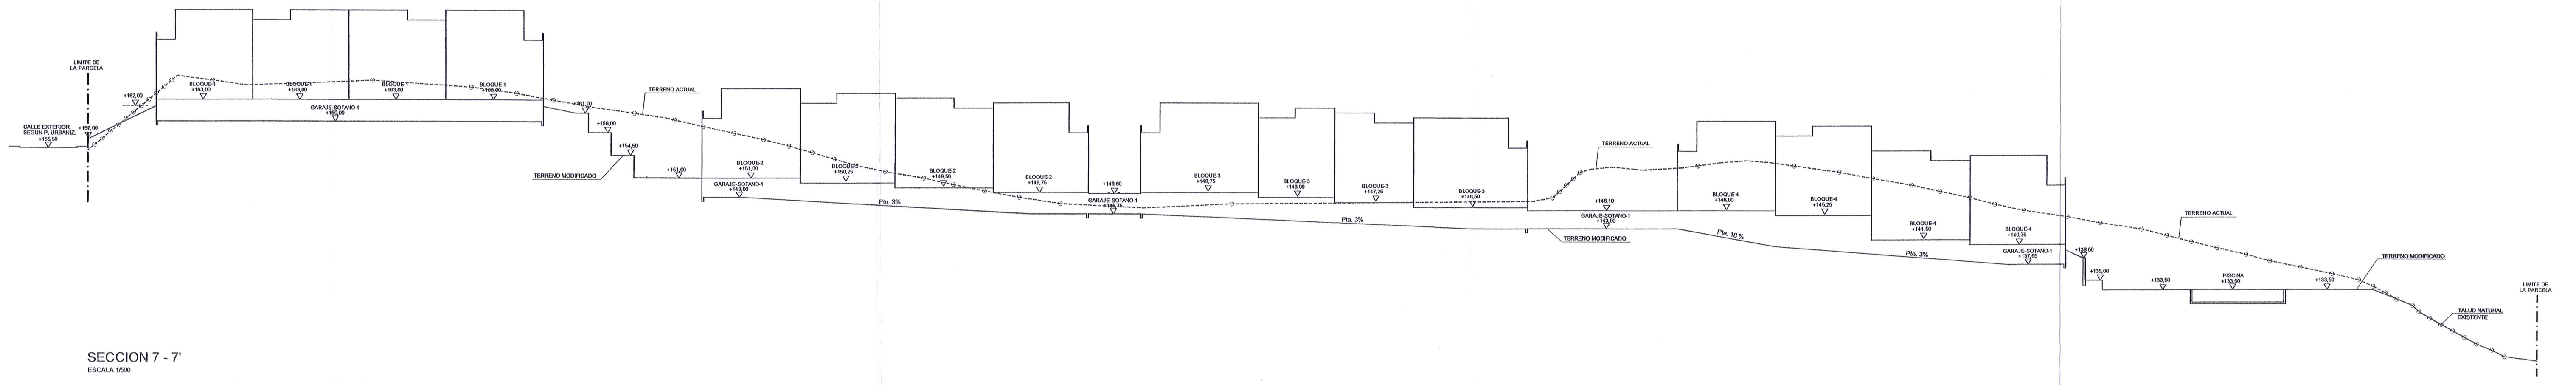 LIMITE DE
LA PARCELA
CALLE EXTERIOR
SEGUN P. URBANIZ.
+155,50
+157,00
+162,00
BLOQUE-1
+163,00
BLOQUE-1
+163,00
BLOQUE-1
+163,00
BLOQUE-1
GARAJE-SOTANO-1
+160,00
+161,00
+158,00
+154,50
TERRENO MODIFICADO
TERRENO ACTUAL
+151,00
BLOQUE-2
+151,00
GARAJE-SOTANO-1
+148,00
+150,25
BLOQUE-2
+149,50
BLOQUE-2
+148,75
Pte. 3%
+148,60
GARAJE-SOTANO-1
BLOQUE-3
+148,75
BLOQUE-3
+148,00
BLOQUE-3
+147,25
BLOQUE-3
+146,50
Pte. 3%
TERRENO ACTUAL
+146,10
GARAJE-SOTANO-1
+143,00
TERRENO MODIFICADO
BLOQUE-4
+146,00
BLOQUE-4
+145,25
BLOQUE-4
+141,50
BLOQUE-4
+140,75
Pte. 18 %
Pte. 3%
GARAJE-SOTANO-1
+137,65
+138,50
+135,00
TERRENO ACTUAL
+133,50
PISCINA
+133,50
+133,50
TERRENO MODIFICADO
TALUD NATURAL
EXISTENTE
LIMITE DE
LA PARCELA
SECCION 7 - 7'
ESCALA 1/500